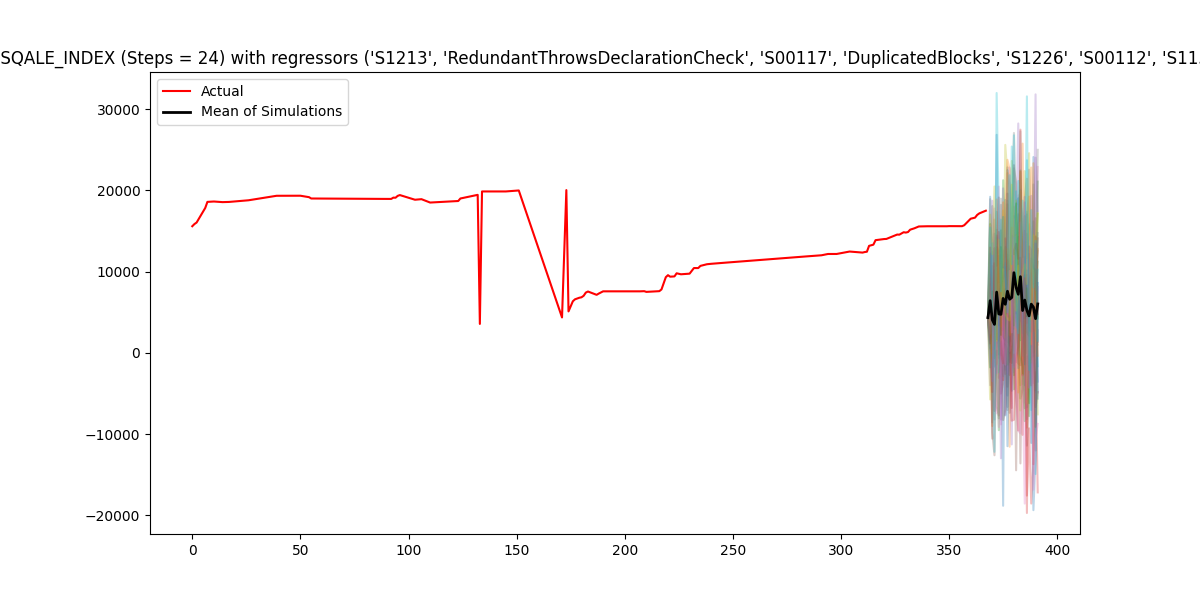 SQALE_INDEX (Steps = 24) with regressors ('S1213', 'RedundantThrowsDeclarationCheck', 'S00117', 'DuplicatedBlocks', 'S1226', 'S00112', 'S11
Actual
Mean of Simulations
30000
20000
10000
0
−10000
−20000
0 50 100 150 200 250 300 350 400